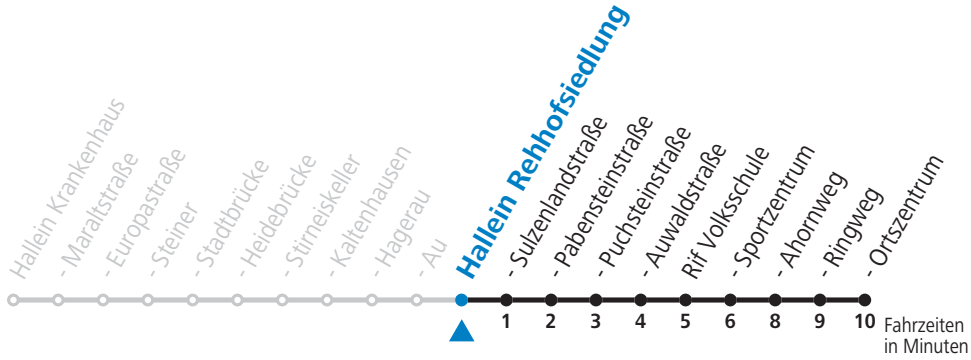 Hallein Krankenhaus
- Maraltstraße
- Europastraße
- Steiner
- Stadtbrücke
- Heidebrücke
- Stirneiskeller
- Kaltenhausen
- Hagerau
- Au
Hallein Rehhofsiedlung
- Sulzenlandstraße
- Pabensteinstraße
- Puchsteinstraße
- Auwaldstraße
Rif Volksschule
- Sportzentrum
- Ahornweg
- Ringweg
- Ortszentrum
1 2 3 4 5 6 8 9 10 Fahrzeiten
in Minuten